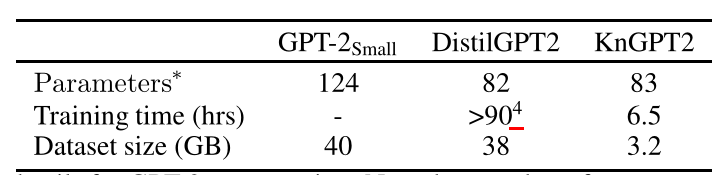 GPT-2Small DistilGPT2 KnGPT2
Parameters* 124 82 83
Training time (hrs) - >904 6.5
Dataset size (GB) 40 38 3.2